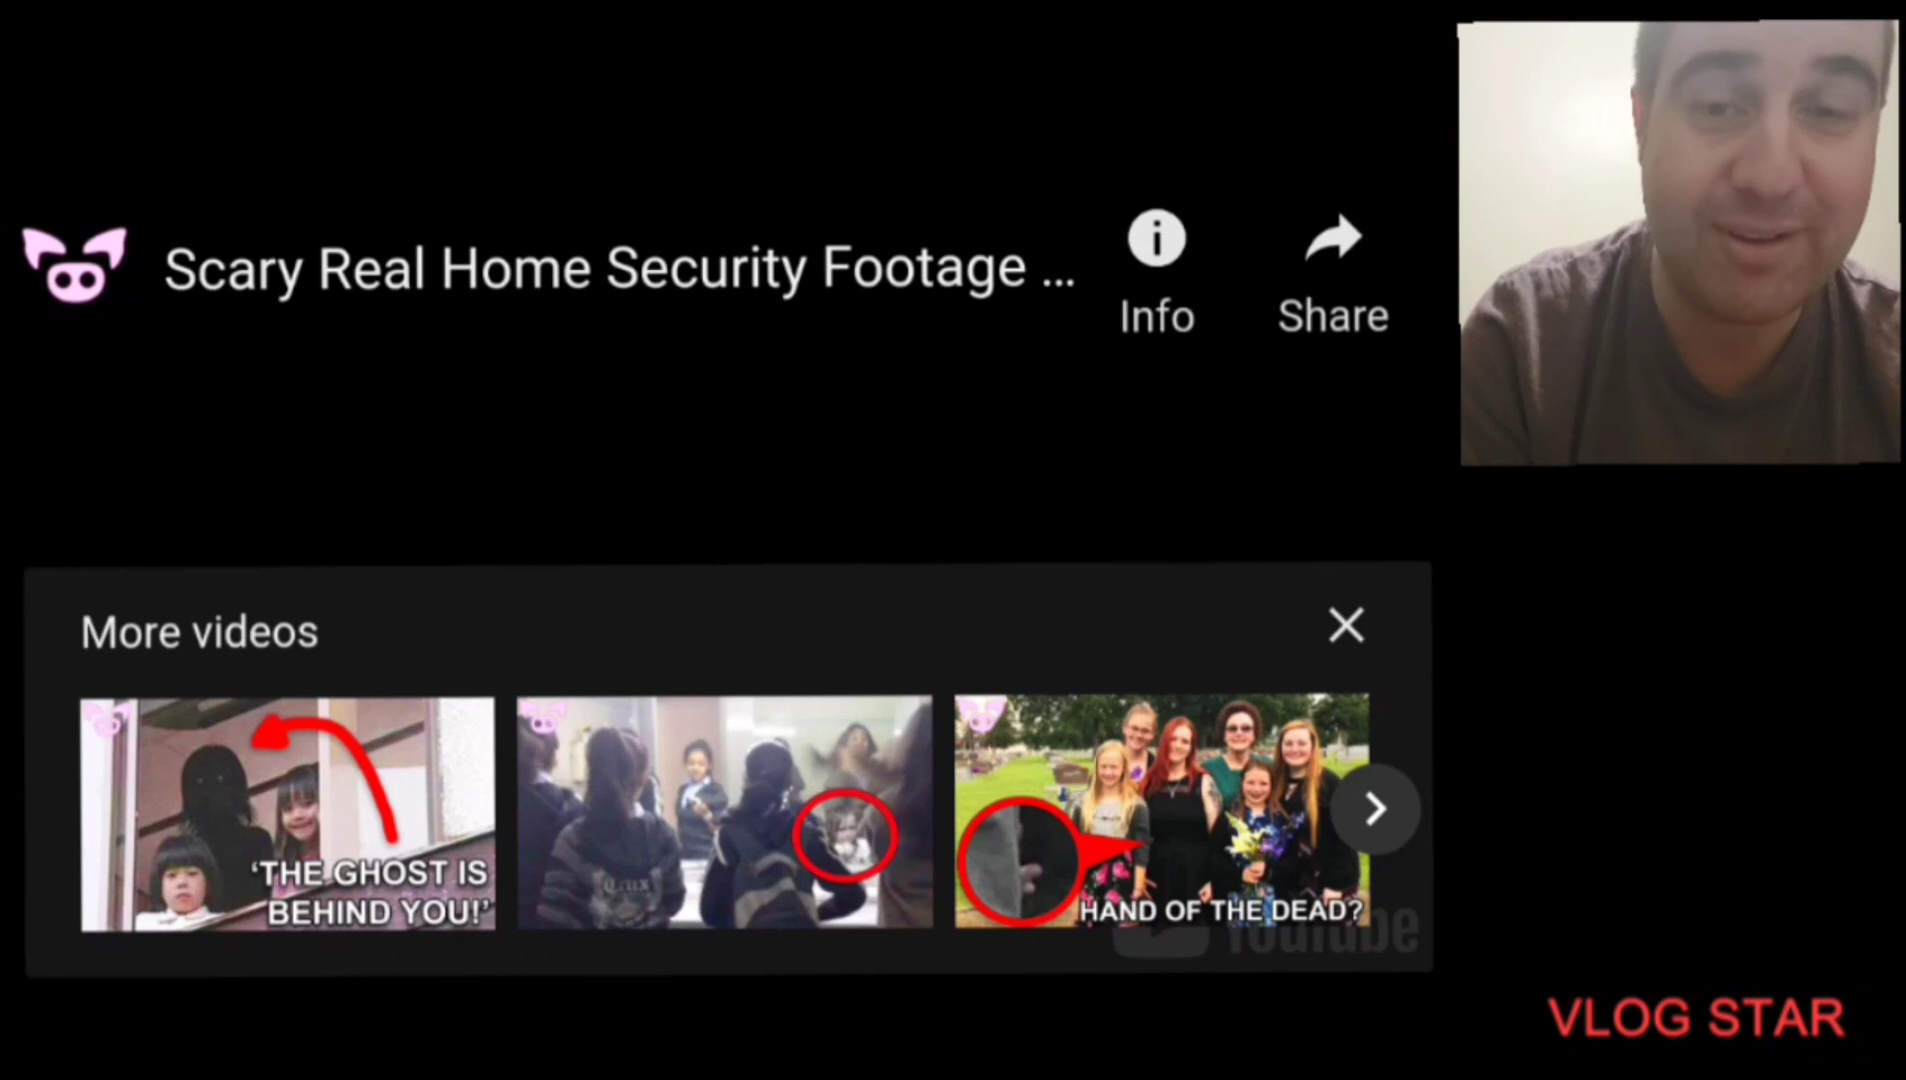 Scary Real Home Security Footage ...
Info
Share
More videos
'THE GHOST IS
BEHIND YOU!'
HAND OF THE DEAD?
YouTube
VLOG STAR